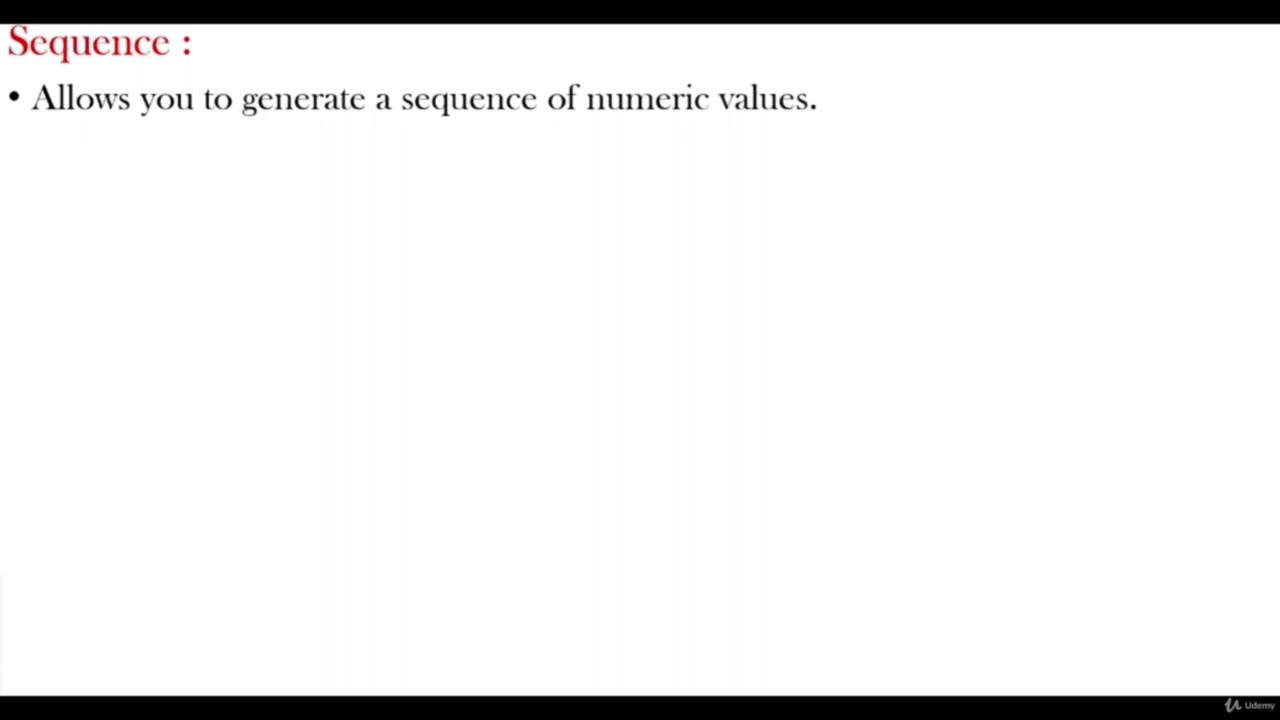 Sequence :
• Allows you to generate a sequence of numeric values.
Udemy